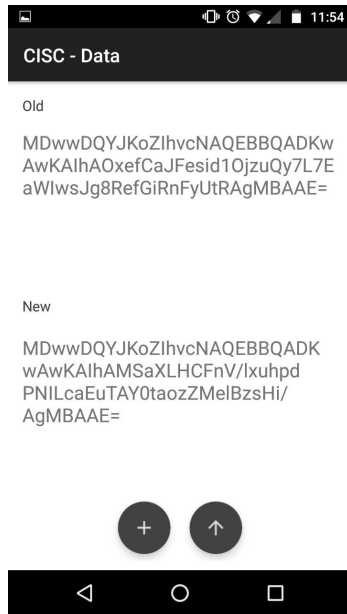 11:54
CISC - Data
Old
MDwwDQYJKoZIhvcNAQEBBQADKw
AwKAIhAOxefCaJFesid1OjzuQy7L7E
aWIwsJg8RefGiRnFyUtRAgMBAAE=
New
MDwwDQYJKoZIhvcNAQEBBQADK
wAwKAIhAMSaXLHCFnV/lxuhpd
PNILcaEuTAY0taozZMelBzsHi/
AgMBAAE=